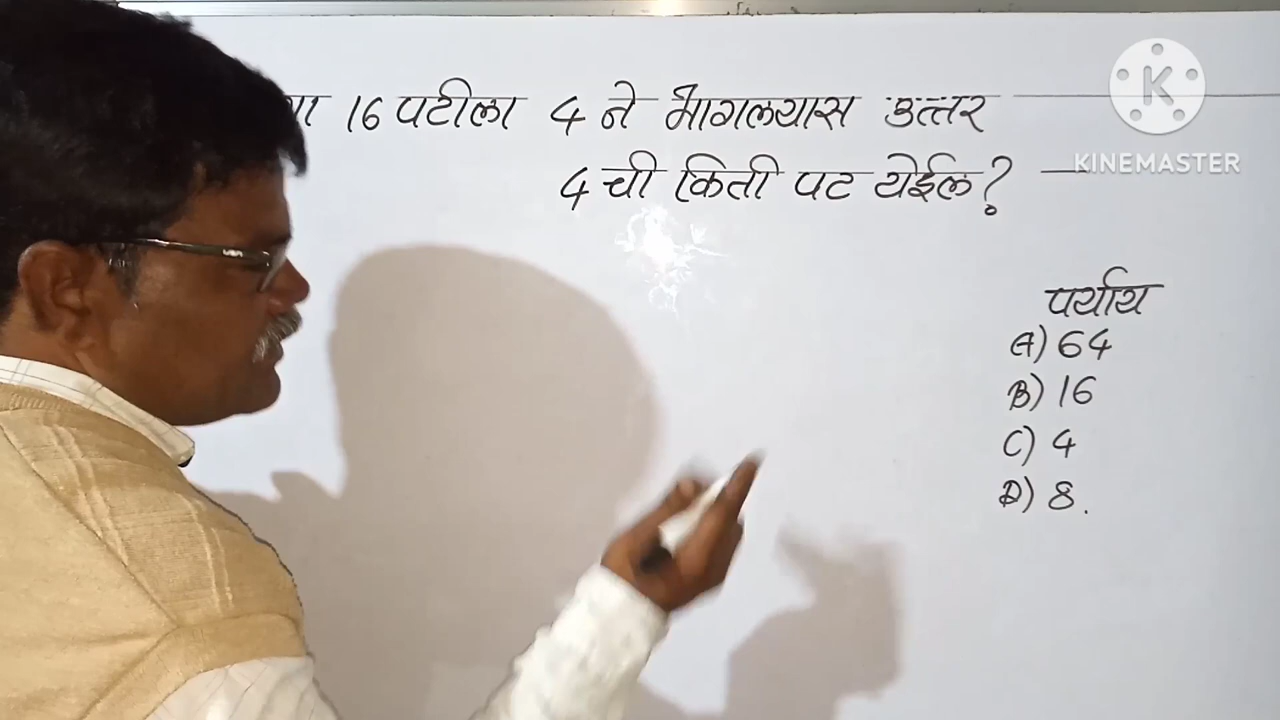 16 पटीला 4 ने भागल्यास उत्तर
4 ची किती पट येईल?
पर्याय
A) 64
B) 16
C) 4
D) 8.
K
KINEMASTER